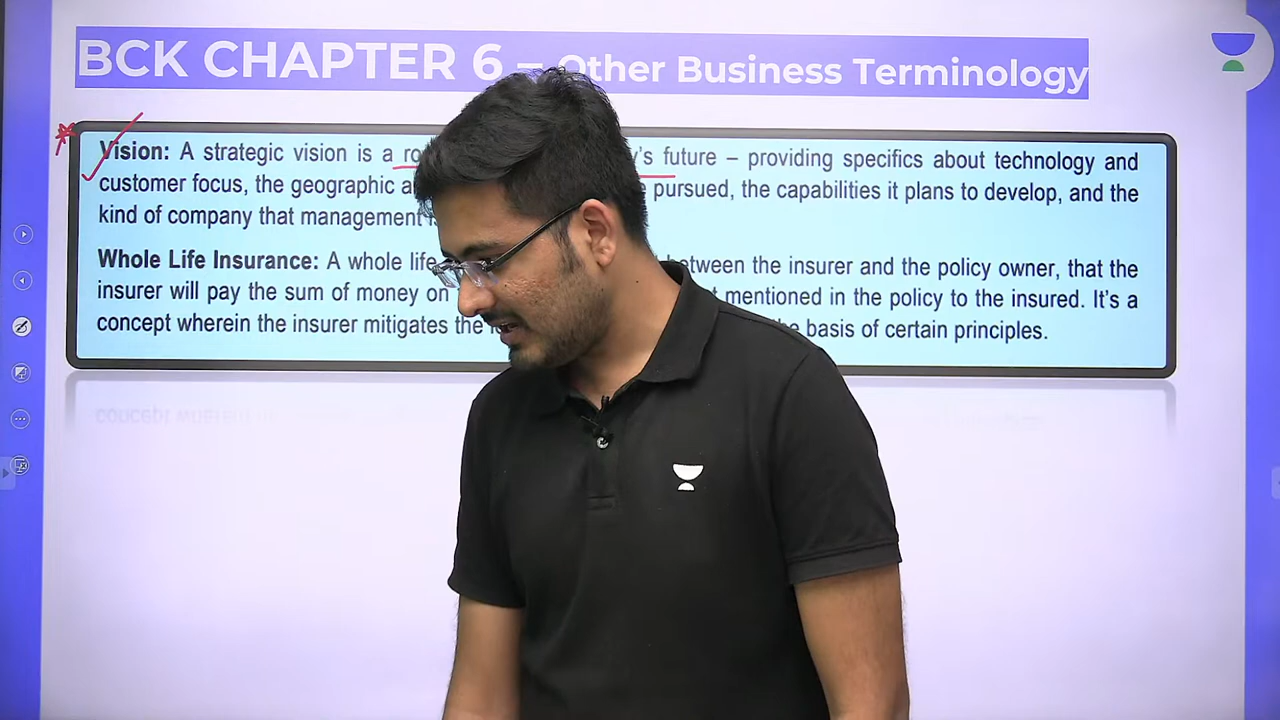 BCK CHAPTER 6 – Other Business Terminology
Vision: A strategic vision is a future – providing specifics about technology and
customer focus, the geographic pursued, the capabilities it plans to develop, and the
kind of company that management
Whole Life Insurance: A whole life between the insurer and the policy owner, that the
insurer will pay the sum of money on mentioned in the policy to the insured. It's a
concept wherein the insurer mitigates the basis of certain principles.